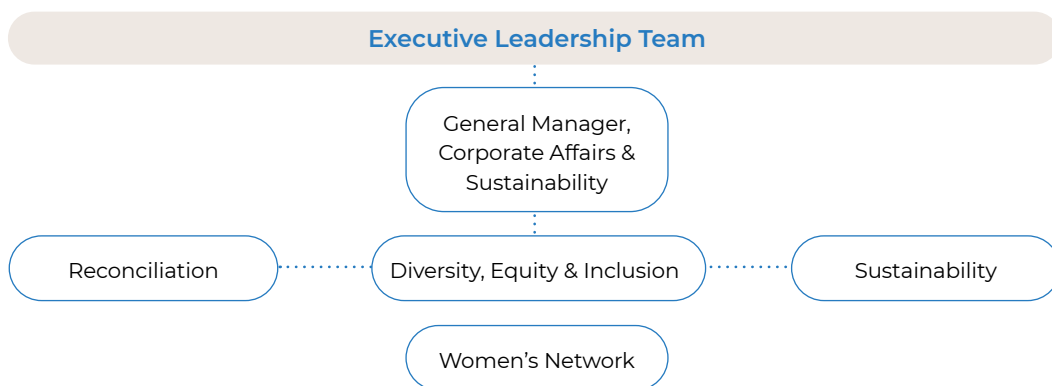 Executive Leadership Team
General Manager,
Corporate Affairs &
Sustainability
Reconciliation
Diversity, Equity & Inclusion
Sustainability
Women’s Network